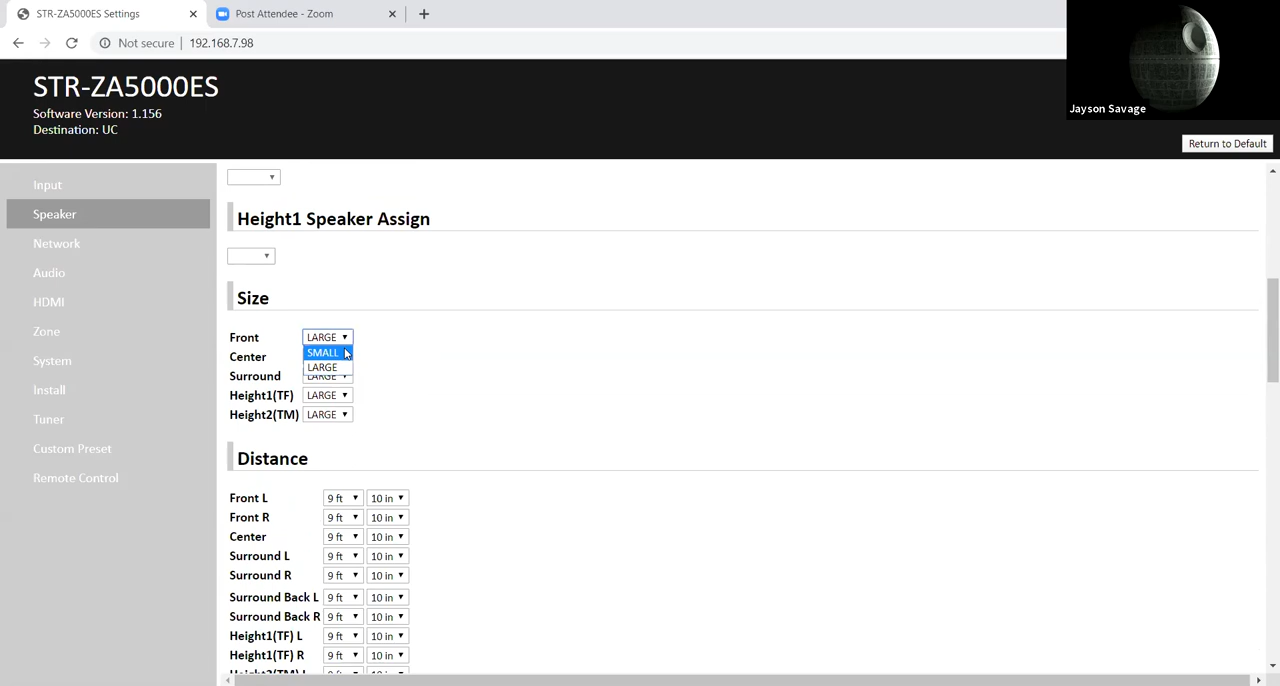 STR-ZA5000ES Settings
Post Attendee - Zoom
Not secure | 192.168.7.98
Jayson Savage
STR-ZA5000ES
Software Version: 1.156
Destination: UC
Return to Default
Input
Speaker
Network
Audio
HDMI
Zone
System
Install
Tuner
Custom Preset
Remote Control
Height1 Speaker Assign
Size
Front LARGE
SMALL
Center
LARGE
Surround LARGE
Height1(TF) LARGE
Height2(TM) LARGE
Distance
Front L 9 ft 10 in
Front R 9 ft 10 in
Center 9 ft 10 in
Surround L 9 ft 10 in
Surround R 9 ft 10 in
Surround Back L 9 ft 10 in
Surround Back R 9 ft 10 in
Height1(TF) L 9 ft 10 in
Height1(TF) R 9 ft 10 in